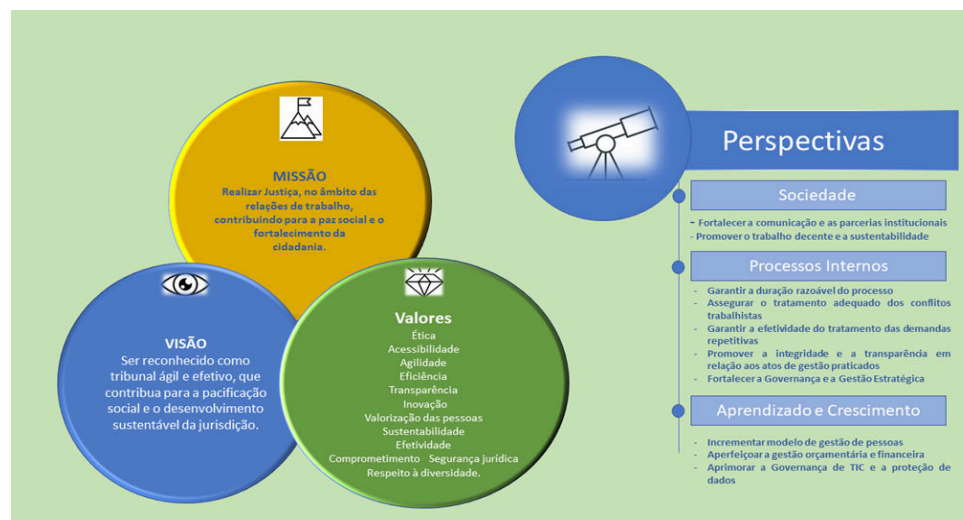 MISSÃO
Realizar Justiça, no âmbito das
relações de trabalho,
contribuindo para a paz social e o
fortalecimento da
cidadania.
VISÃO
Ser reconhecido como
tribunal ágil e efetivo, que
contribua para a pacificação
social e o desenvolvimento
sustentável da jurisdição.
Valores
Ética
Acessibilidade
Agilidade
Eficiência
Transparência
Inovação
Valorização das pessoas
Sustentabilidade
Efetividade
Comprometimento Segurança jurídica
Respeito à diversidade.
Perspectivas
Sociedade
- Fortalecer a comunicação e as parcerias institucionais
- Promover o trabalho decente e a sustentabilidade
Processos Internos
- Garantir a duração razoável do processo
- Assegurar o tratamento adequado dos conflitos
trabalhistas
- Garantir a efetividade do tratamento das demandas
repetitivas
- Promover a integridade e a transparência em
relação aos atos de gestão praticados
- Fortalecer a Governança e a Gestão Estratégica
Aprendizado e Crescimento
- Incrementar modelo de gestão de pessoas
- Aperfeiçoar a gestão orçamentária e financeira
- Aprimorar a Governança de TIC e a proteção de
dados